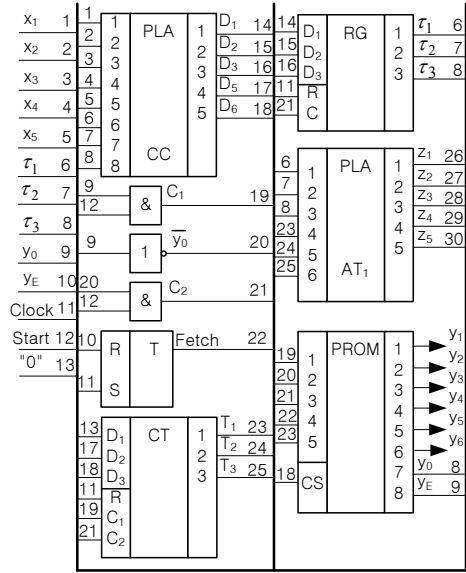 x₁ 1
x₂ 2
x₃ 3
x₄ 4
x₅ 5
τ₁ 6
τ₂ 7
τ₃ 8
y₀ 9
yE 10
Clock 11
Start 12
"0" 13
1 2 3 4 5 6 7 8
1 2 3 4 5 6 7 8
PLA
CC
1 2 3 4 5
D₁ 14
D₂ 15
D₃ 16
D₅ 17
D₆ 18
9
12
&
C₁ 19
9
1
y̅₀ 20
20
12
&
C₂ 21
10 R
11 S
T
Fetch 22
13 D₁
17 D₂
18 D₃
11 R
19 C₁
21 C₂
CT
1 2 3
T₁ 23
T₂ 24
T₃ 25
14 D₁
15 D₂
16 D₃
11 R
21 C
RG
1 2 3
τ₁ 6
τ₂ 7
τ₃ 8
6 1
7 2
8 3
23 4
24 5
25 6
PLA
AT₁
1 2 3 4 5
z₁ 26
z₂ 27
z₃ 28
z₄ 29
z₅ 30
19 1
20 2
21 3
22 4
23 5
18 CS
PROM
1 2 3 4 5 6 7 8
y₁
y₂
y₃
y₄
y₅
y₆
y₀ 8
yE 9